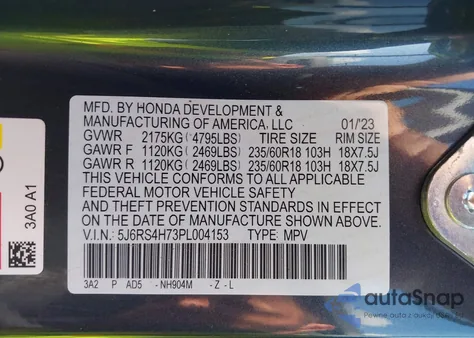 MFD. BY HONDA DEVELOPMENT &
MANUFACTURING OF AMERICA, LLC 01/'23
GVWR 2175KG (4795LBS) TIRE SIZE RIM SIZE
GAWR F 1120KG (2469LBS) 235/60R18 103H 18X7.5J
GAWR R 1120KG (2469LBS) 235/60R18 103H 18X7.5J
THIS VEHICLE CONFORMS TO ALL APPLICABLE
FEDERAL MOTOR VEHICLE SAFETY
AND THEFT PREVENTION STANDARDS IN EFFECT
ON THE DATE OF MANUFACTURE SHOWN ABOVE.
V.I.N: 5J6RS4H73PL004153 TYPE: MPV
3A2 P AD5 -NH904M -Z-L
3A0 A1
autoSnap
Pewne auto z dostawą